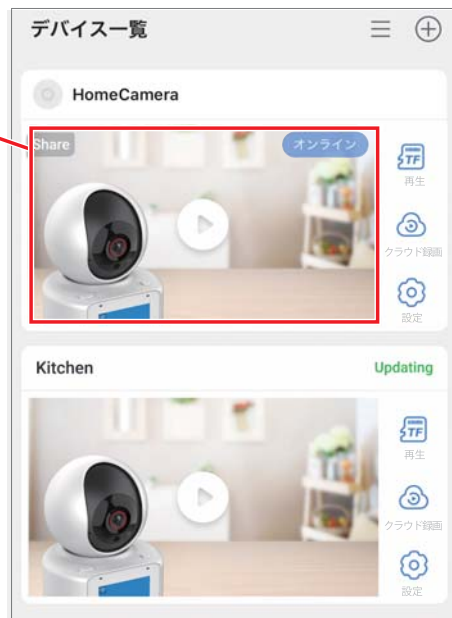 デバイス一覧
HomeCamera
Share
オンライン
TF
再生
クラウド録画
設定
Kitchen
Updating
TF
再生
クラウド録画
設定